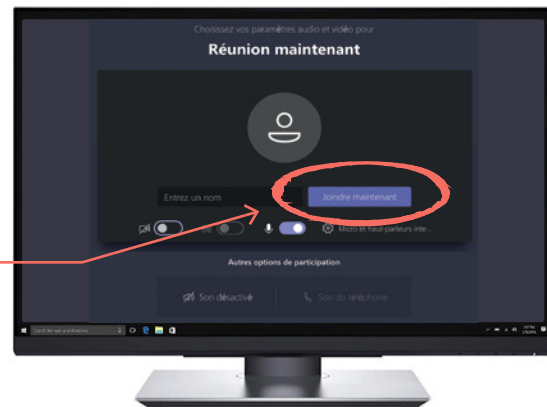 Choisissez vos paramètres audio et vidéo pour
Réunion maintenant
Entrez un nom
Joindre maintenant
Micro et haut-parleurs inte...
Autres options de participation
Son désactivé
Son du téléphone